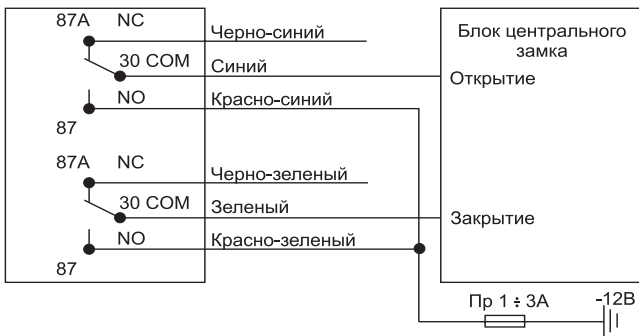 87A NC
Черно-синий
30 COM
Синий
NO
Красно-синий
87
87A NC
Черно-зеленый
30 COM
Зеленый
NO
Красно-зеленый
87
Блок центрального
замка
Открытие
Закрытие
Пр 1 ÷ 3А
-12В